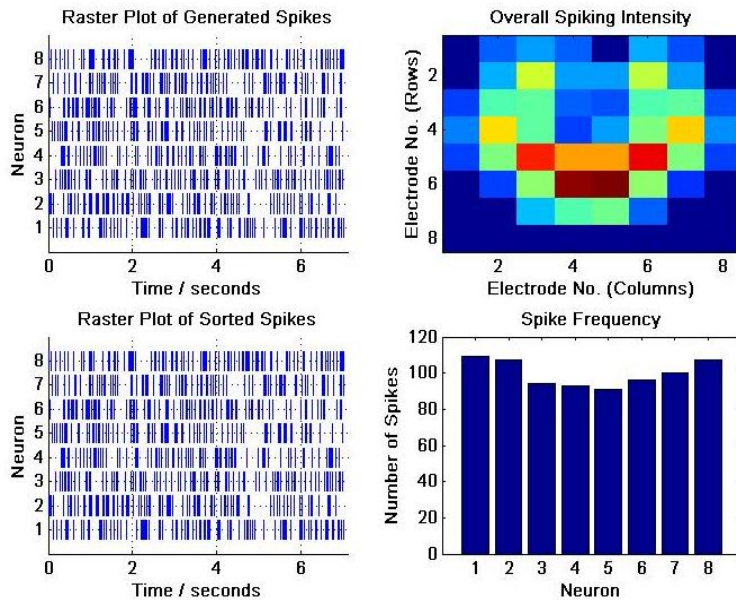 Raster Plot of Generated Spikes
Neuron
8
7
6
5
4
3
2
1
0 2 4 6
Time / seconds
Overall Spiking Intensity
Electrode No. (Rows)
2
4
6
8
2 4 6 8
Electrode No. (Columns)
Raster Plot of Sorted Spikes
Neuron
8
7
6
5
4
3
2
1
0 2 4 6
Time / seconds
Spike Frequency
Number of Spikes
120
100
80
60
40
20
0
1 2 3 4 5 6 7 8
Neuron